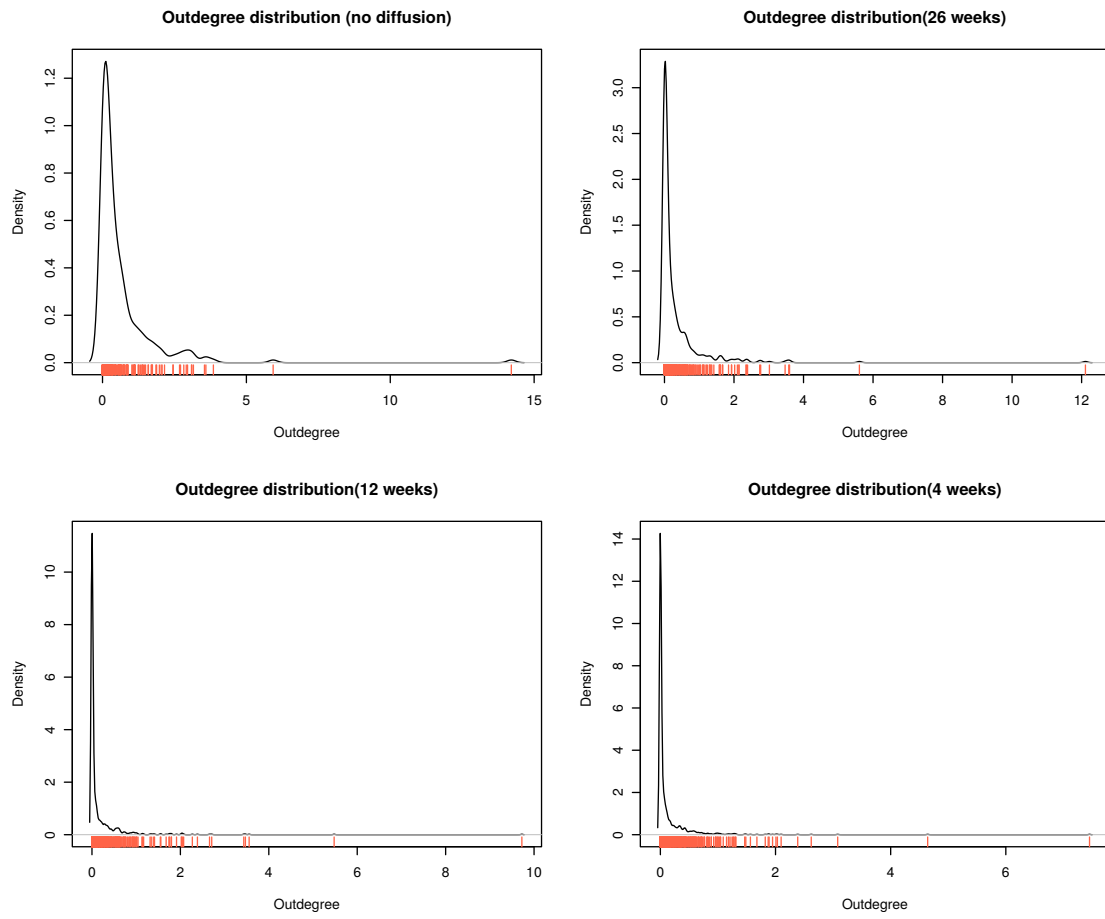 Outdegree distribution (no diffusion)
Density
0.0 0.2 0.4 0.6 0.8 1.0 1.2
0 5 10 15
Outdegree
Outdegree distribution(26 weeks)
Density
0.0 0.5 1.0 1.5 2.0 2.5 3.0
0 2 4 6 8 10 12
Outdegree
Outdegree distribution(12 weeks)
Density
0 2 4 6 8 10
0 2 4 6 8 10
Outdegree
Outdegree distribution(4 weeks)
Density
0 2 4 6 8 10 12 14
0 2 4 6
Outdegree